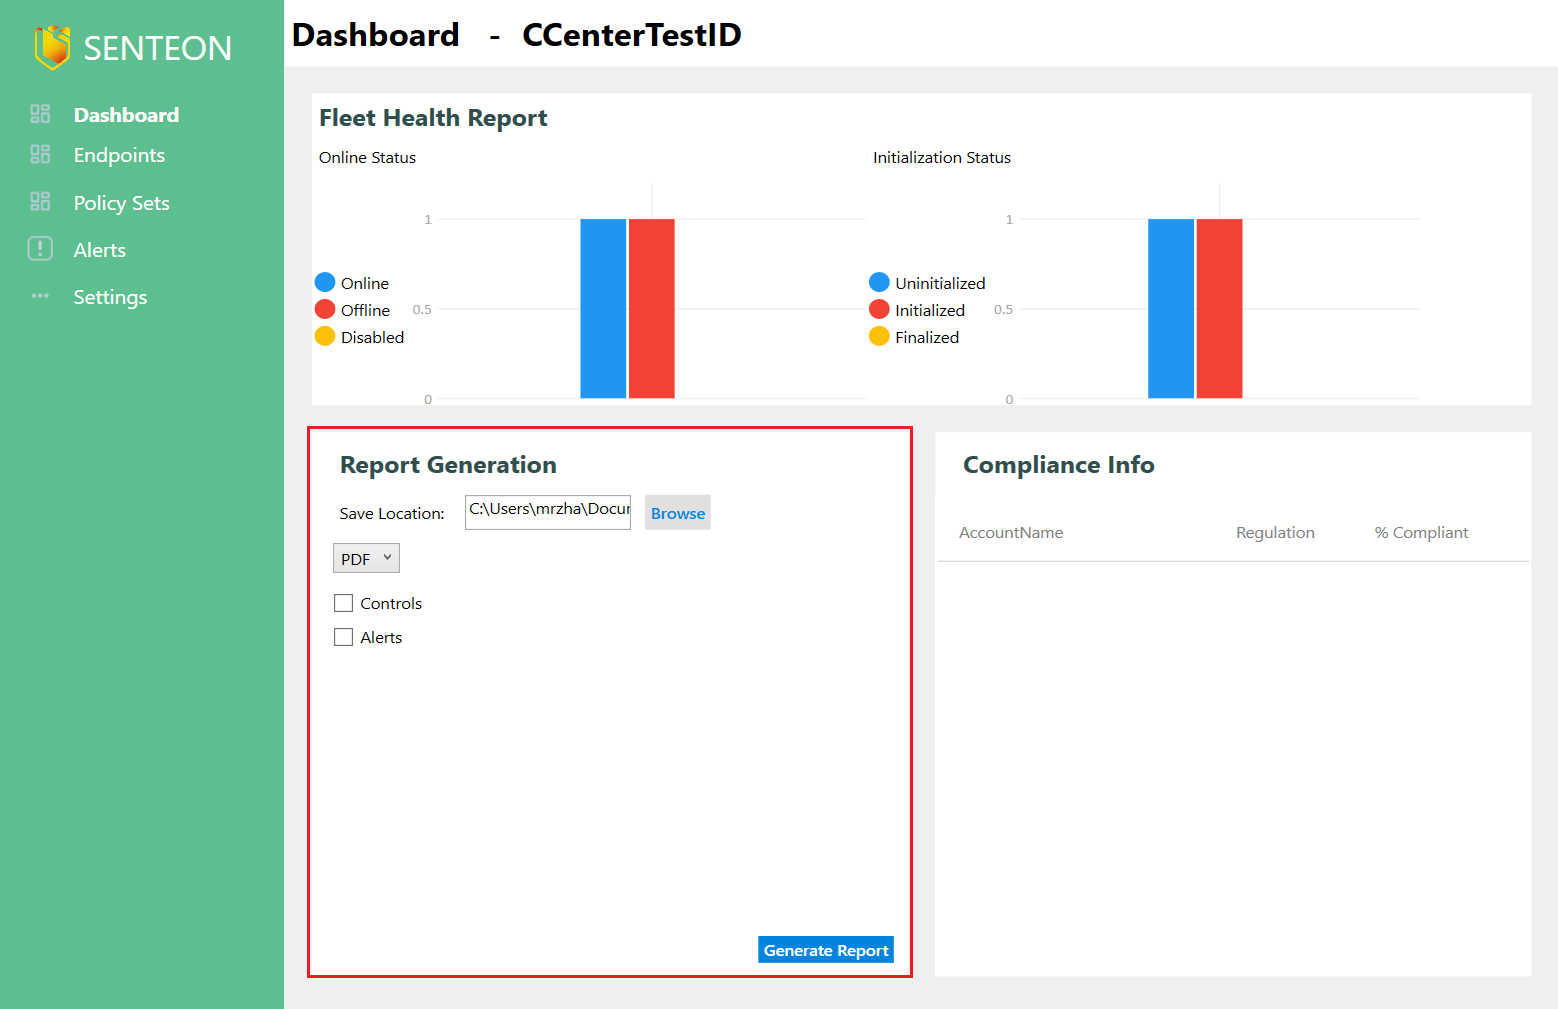 SENTEON
Dashboard
Endpoints
Policy Sets
Alerts
Settings
Dashboard - CCenterTestID
Fleet Health Report
Online Status
1
0.5
0
Online
Offline
Disabled
Initialization Status
1
0.5
0
Uninitialized
Initialized
Finalized
Report Generation
Save Location: C:\Users\mrzha\Docu Browse
PDF
Controls
Alerts
Generate Report
Compliance Info
AccountName Regulation % Compliant